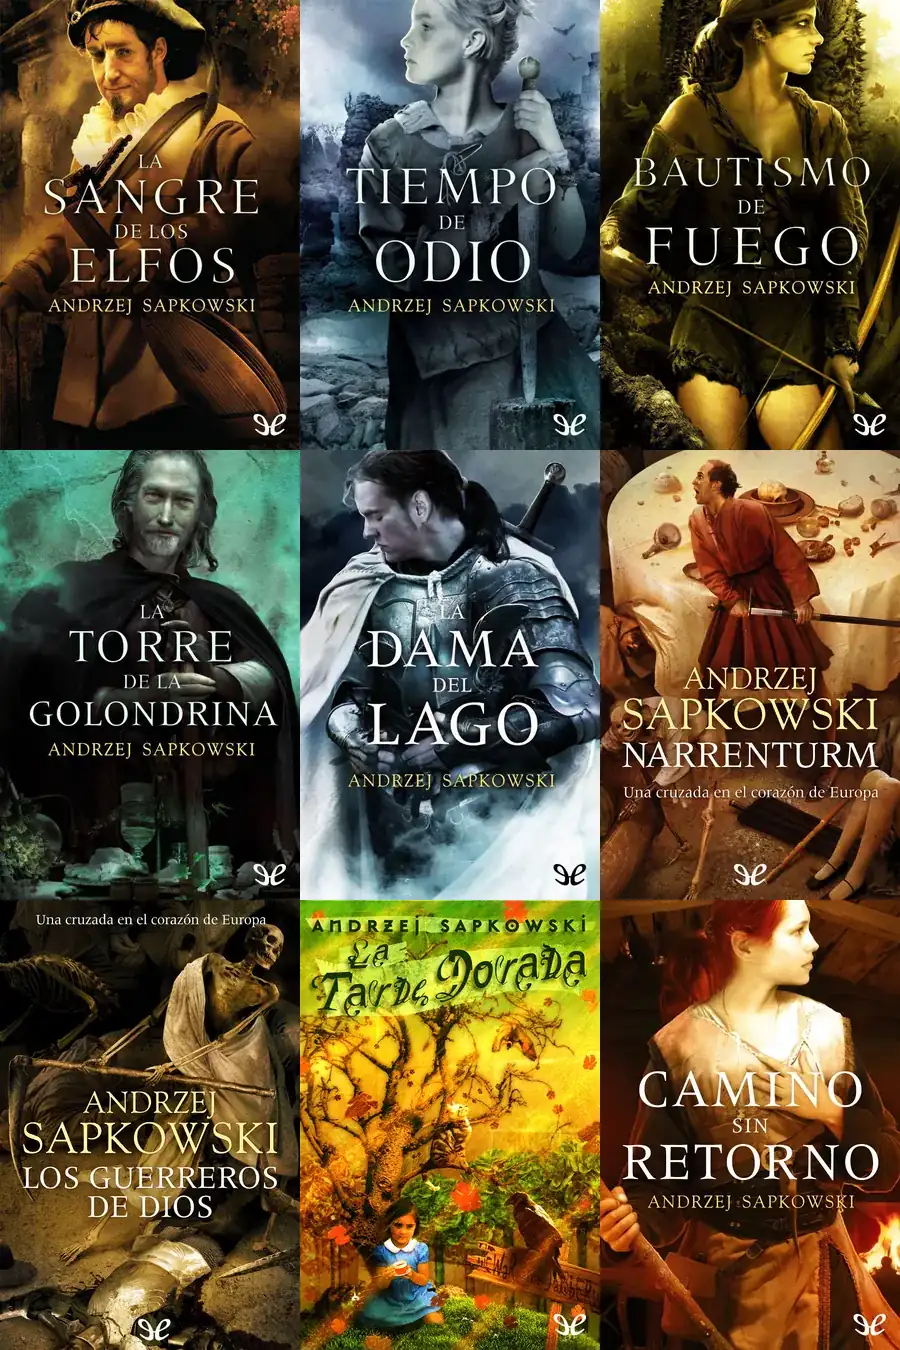 LA
SANGRE
DE LOS
ELFOS
ANDRZEJ SAPKOWSKI
TIEMPO
DE
ODIO
ANDRZEJ SAPKOWSKI
BAUTISMO
DE
FUEGO
ANDRZEJ SAPKOWSKI
LA
TORRE
DE LA
GOLONDRINA
ANDRZEJ SAPKOWSKI
LA
DAMA
DEL
LAGO
ANDRZEJ SAPKOWSKI
ANDRZEJ
SAPKOWSKI
NARRENTURM
Una cruzada en el corazón de Europa
Una cruzada en el corazón de Europa
ANDRZEJ
SAPKOWSKI
LOS GUERREROS
DE DIOS
ANDRZEJ SAPKOWSKI
La
Tarde Dorada
CAMINO
SIN
RETORNO
ANDRZEJ SAPKOWSKI